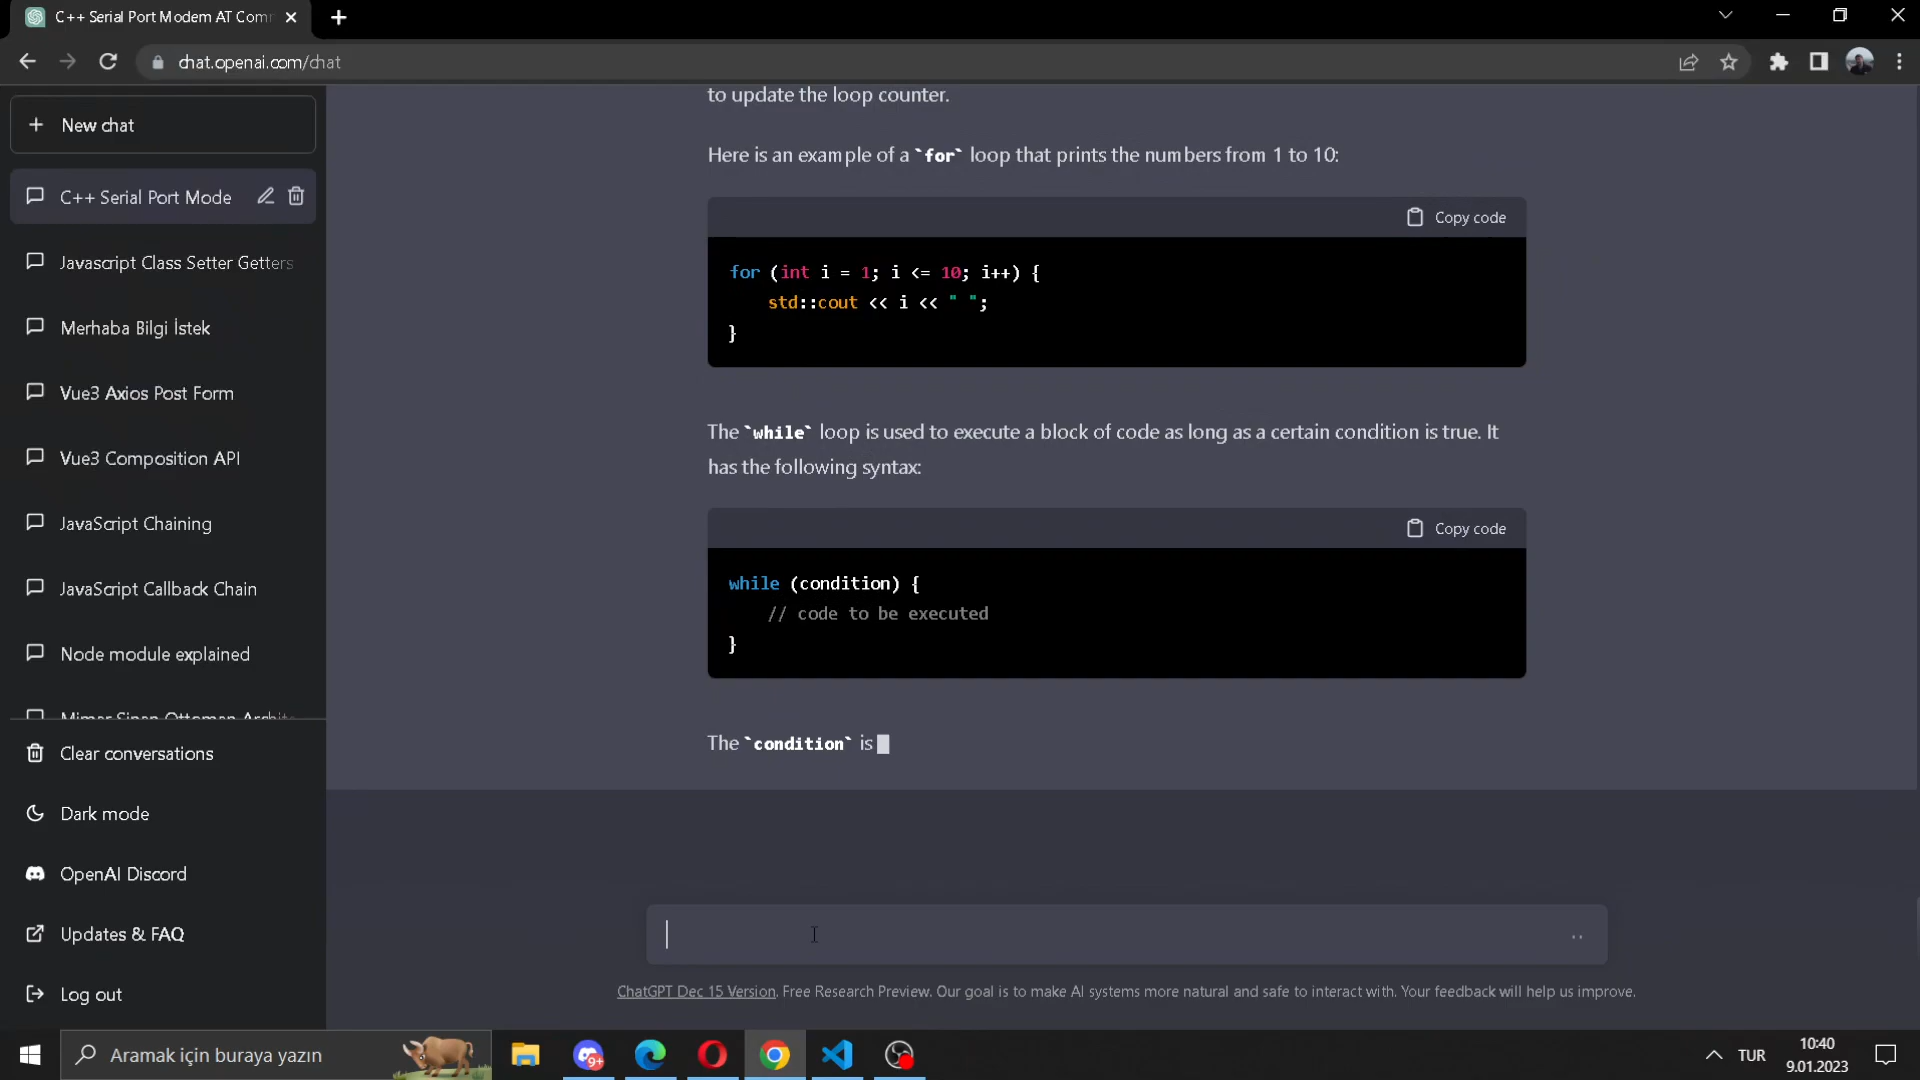 C++ Serial Port Modem AT Com
chat.openai.com/chat
New chat
C++ Serial Port Mode
Javascript Class Setter Getters
Merhaba Bilgi İstek
Vue3 Axios Post Form
Vue3 Composition API
JavaScript Chaining
JavaScript Callback Chain
Node module explained
Mimar Sinan Ottoman Archite
Clear conversations
Dark mode
OpenAI Discord
Updates & FAQ
Log out
to update the loop counter.
Here is an example of a `for` loop that prints the numbers from 1 to 10:
Copy code
for (int i = 1; i <= 10; i++) {
std::cout << i << " ";
}
The `while` loop is used to execute a block of code as long as a certain condition is true. It
has the following syntax:
Copy code
while (condition) {
// code to be executed
}
The `condition` is
ChatGPT Dec 15 Version. Free Research Preview. Our goal is to make AI systems more natural and safe to interact with. Your feedback will help us improve.
Aramak için buraya yazın
9+
TUR
10:40
9.01.2023